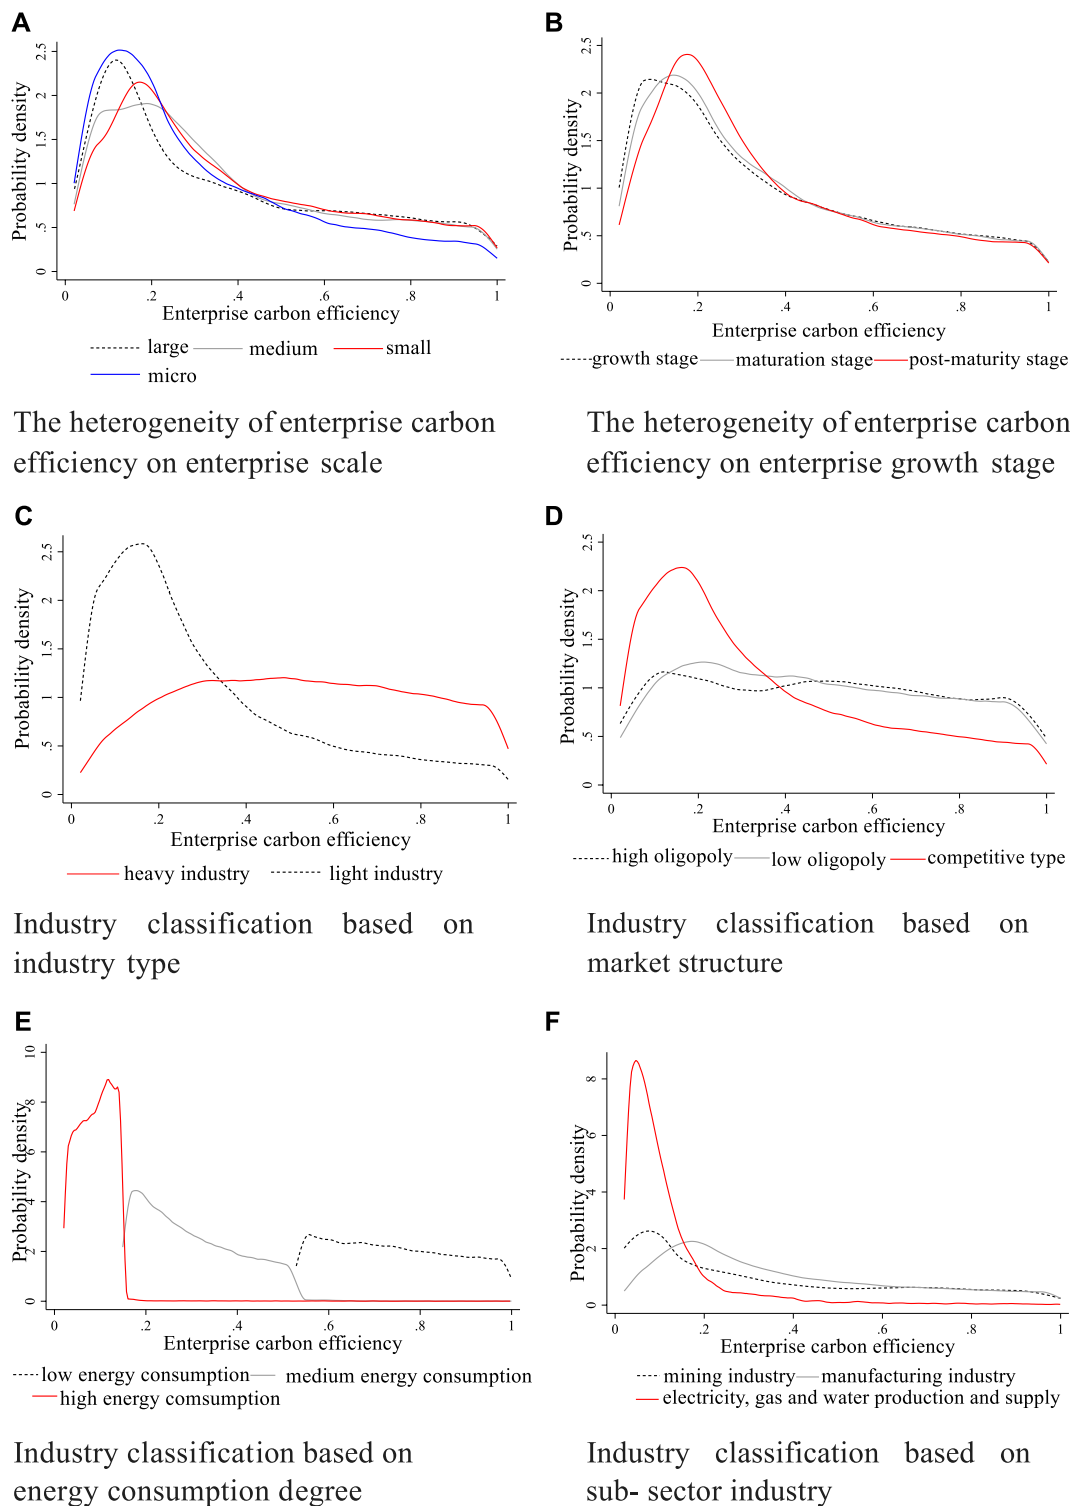 A
Probability density
2.5
2
1.5
1
.5
0
0 .2 .4 .6 .8 1
Enterprise carbon efficiency
large medium small
micro
The heterogeneity of enterprise carbon
efficiency on enterprise scale
B
Probability density
2.5
2
1.5
1
.5
0
0 .2 .4 .6 .8 1
Enterprise carbon efficiency
growth stage maturation stage post-maturity stage
The heterogeneity of enterprise carbon
efficiency on enterprise growth stage
C
Probability density
2.5
2
1.5
1
.5
0
0 .2 .4 .6 .8 1
Enterprise carbon efficiency
heavy industry light industry
Industry classification based on
industry type
D
Probability density
2.5
2
1.5
1
.5
0
0 .2 .4 .6 .8 1
Enterprise carbon efficiency
high oligopoly low oligopoly competitive type
Industry classification based on
market structure
E
Probability density
10
8
6
4
2
0
0 .2 .4 .6 .8 1
Enterprise carbon efficiency
low energy consumption medium energy consumption
high energy comsumption
Industry classification based on
energy consumption degree
F
Probability density
8
6
4
2
0
0 .2 .4 .6 .8 1
Enterprise carbon efficiency
mining industry manufacturing industry
electricity, gas and water production and supply
Industry classification based on
sub- sector industry